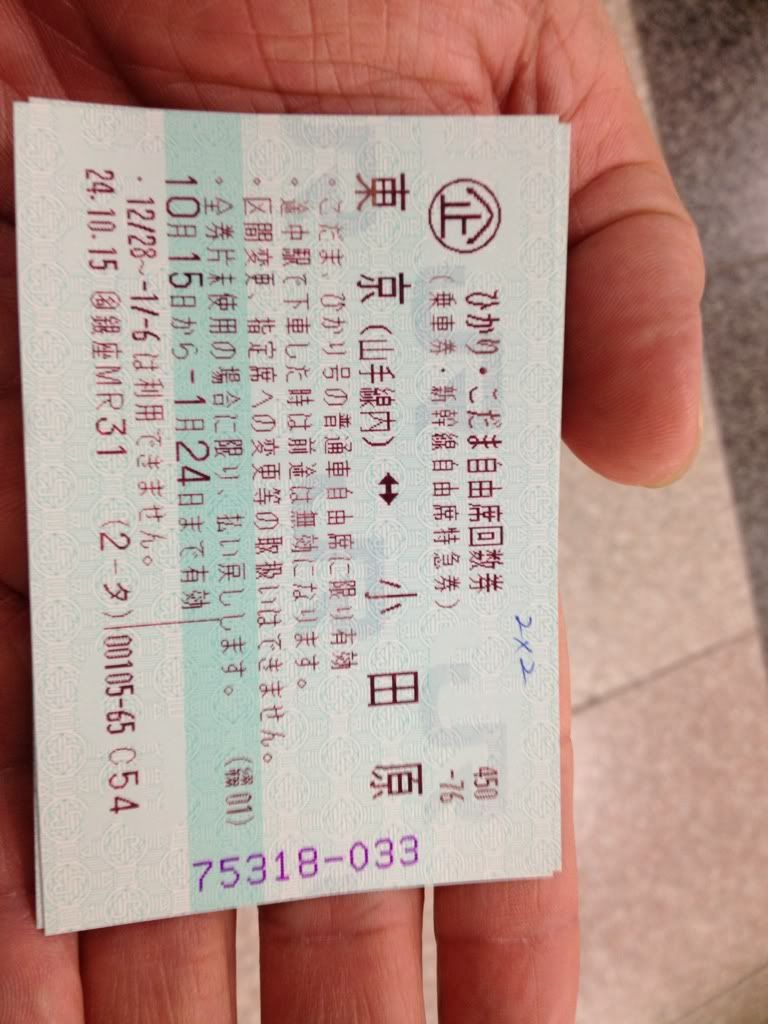 企 ひかり・こだま自由席回数券
2×2
(乗車券・新幹線自由席特急券)
450
-76
東京(山手線内)↔小田原
・こだま、ひかり号の普通車自由席に限り有効
・途中駅で下車した時は前途は無効になります。
・区間変更、指定席への変更等の取扱いはできません。
・全券片未使用の場合に限り、払い戻しします。
10月15日から-1月24日まで有効
・12/28~-1/-6は利用できません。
24.10.15 銀座MR31 (2-タ) 00105-65 C54
75318-033